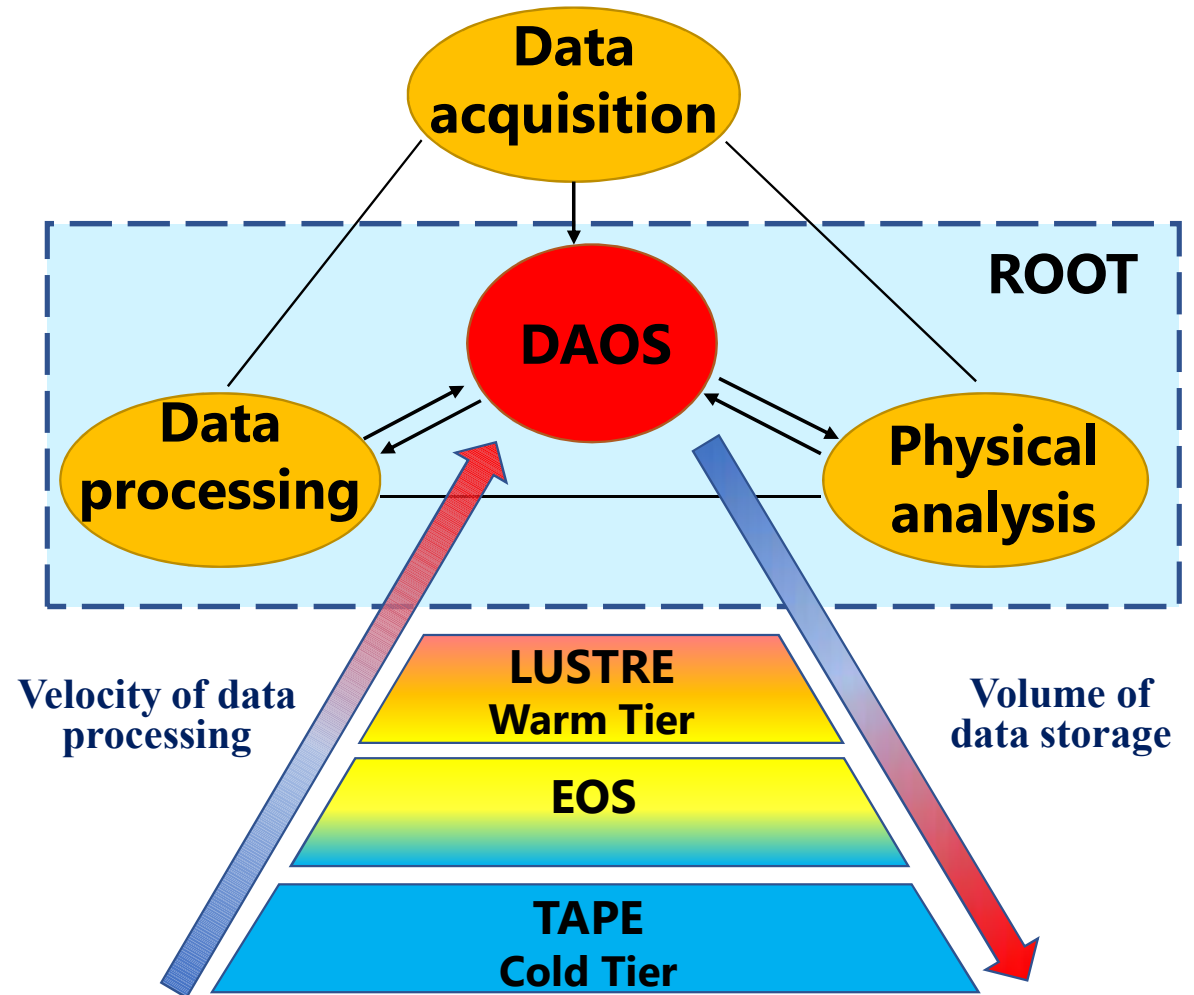 Data
acquisition
ROOT
DAOS
Data
processing
Physical
analysis
LUSTRE
Warm Tier
Velocity of data
processing
Volume of
data storage
EOS
TAPE
Cold Tier